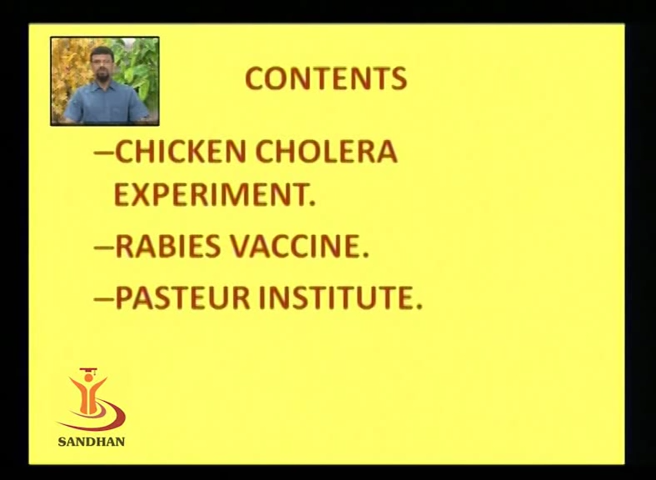 CONTENTS
–CHICKEN CHOLERA
EXPERIMENT.
–RABIES VACCINE.
–PASTEUR INSTITUTE.
SANDHAN